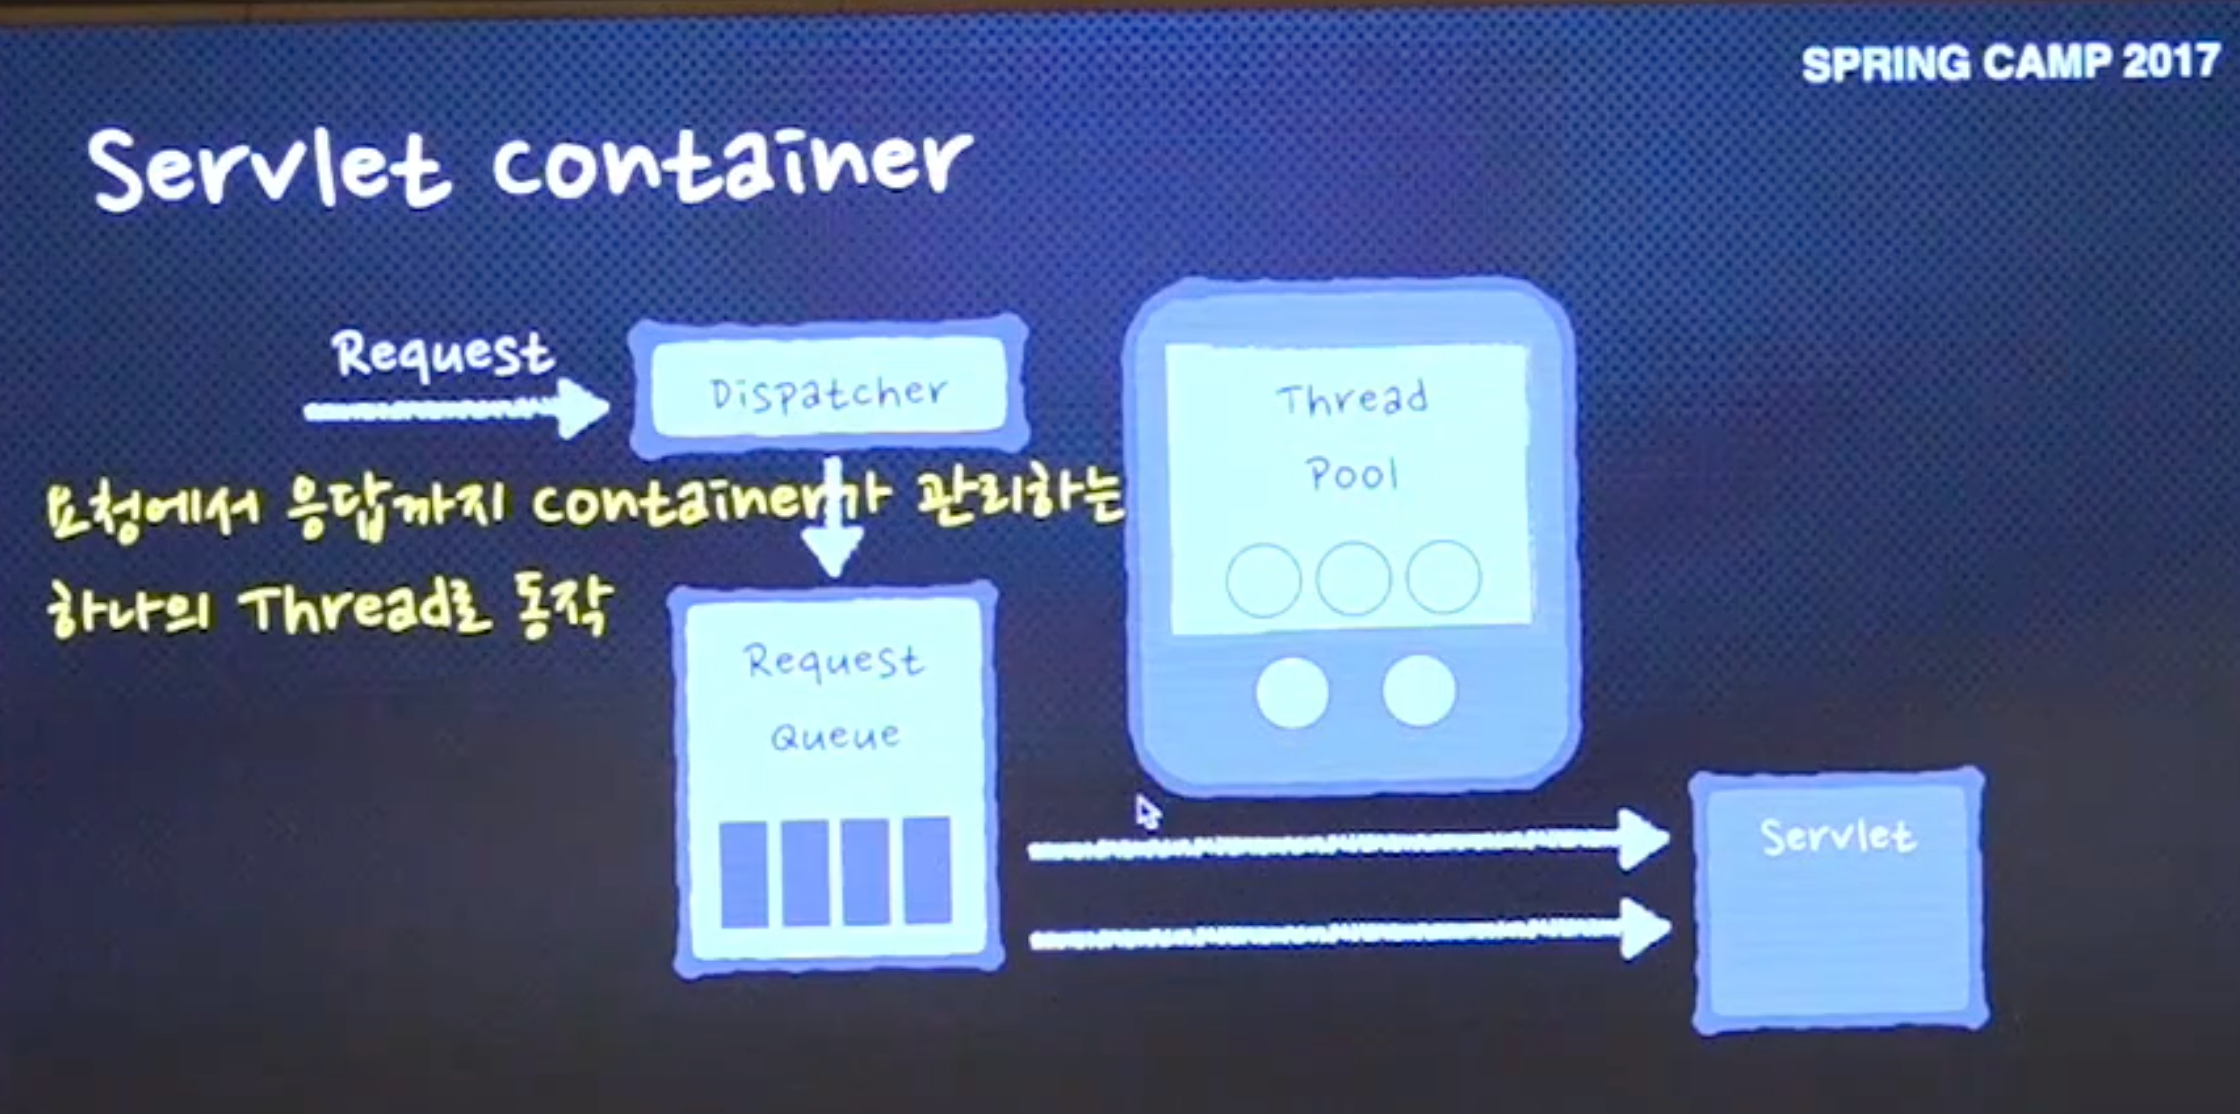 SPRING CAMP 2017
Servlet container
Request
Dispatcher
Thread
Pool
요청에서 응답까지 container가 관리하는
하나의 Thread로 동작
Request
Queue
Servlet